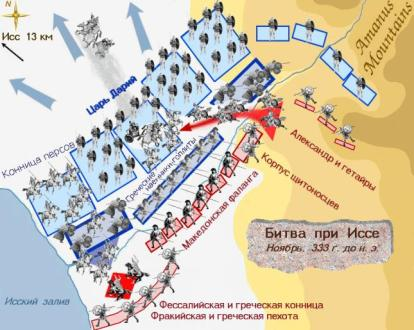 N
Исс 13 км
Amanus
Mountains
Царь Дарий
Конница персов
Греческие
наемники-гоплиты
Александр и гетайры
Корпус щитоносцев
Македонская фаланга
Битва при Иссе
Ноябрь. 333 г. до н. э.
Исский залив
Фессалийская и греческая конница
Фракийская и греческая пехота